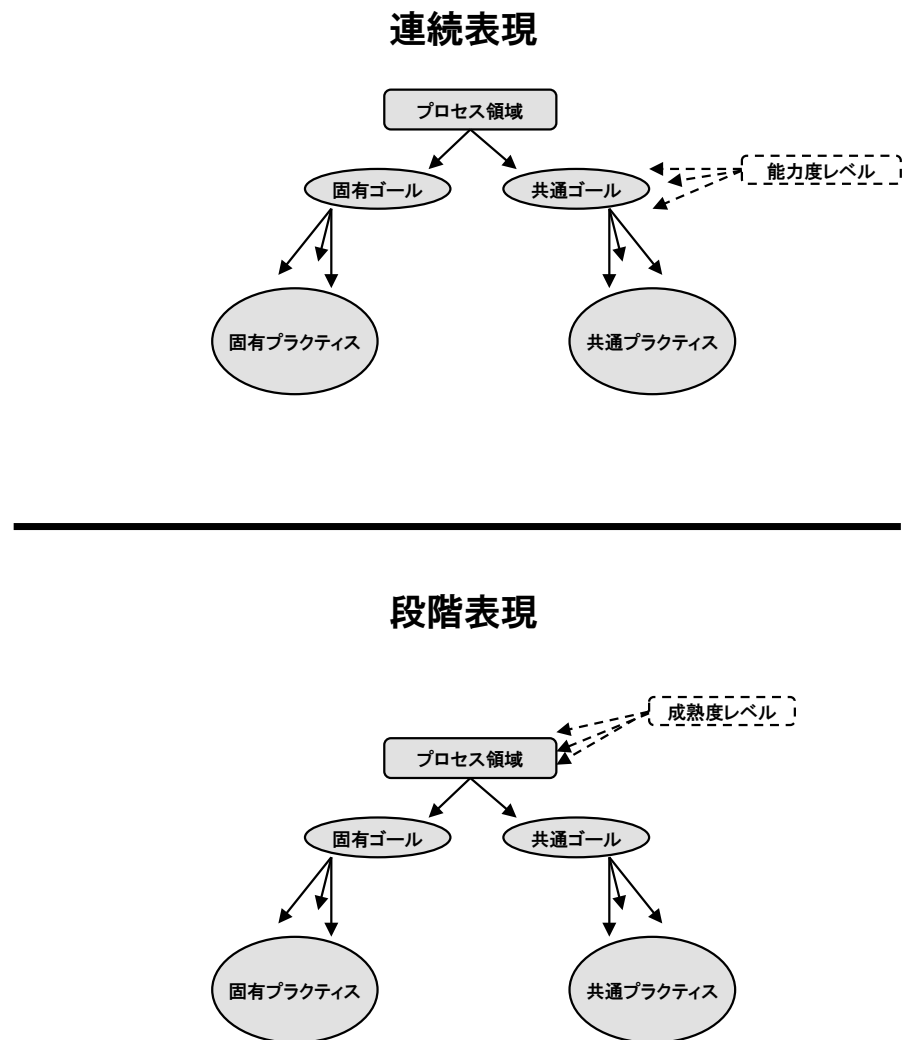 連続表現
プロセス領域
能力度レベル
固有ゴール
共通ゴール
固有プラクティス
共通プラクティス
段階表現
成熟度レベル
プロセス領域
固有ゴール
共通ゴール
固有プラクティス
共通プラクティス